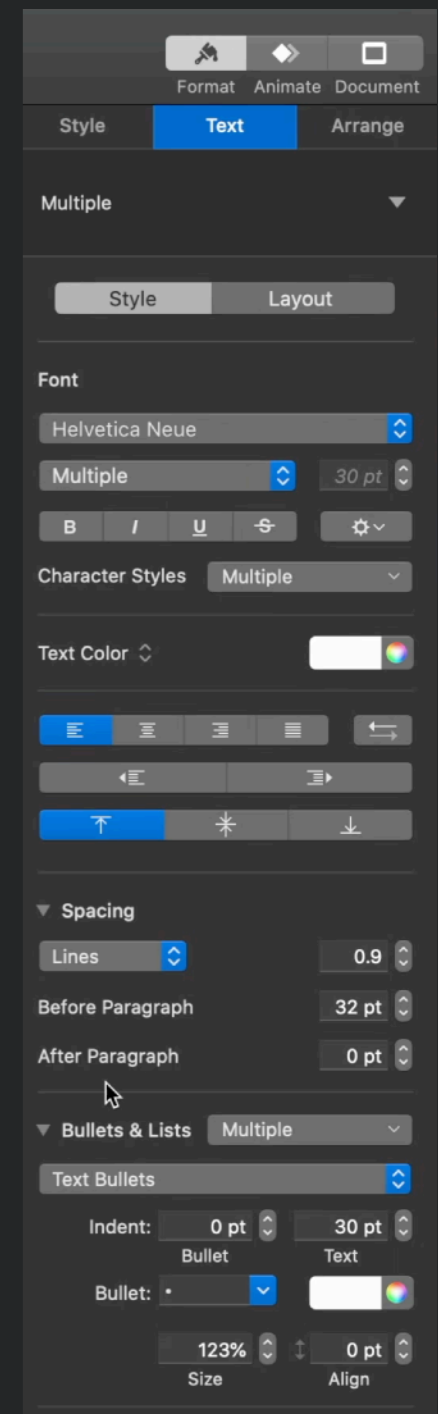 Format Animate Document
Style Text Arrange
Multiple
Style Layout
Font
Helvetica Neue
Multiple 30 pt
B I U S
Character Styles Multiple
Text Color
Spacing
Lines 0.9
Before Paragraph 32 pt
After Paragraph 0 pt
Bullets & Lists Multiple
Text Bullets
Indent: 0 pt 30 pt
Bullet Text
Bullet: •
123% 0 pt
Size Align